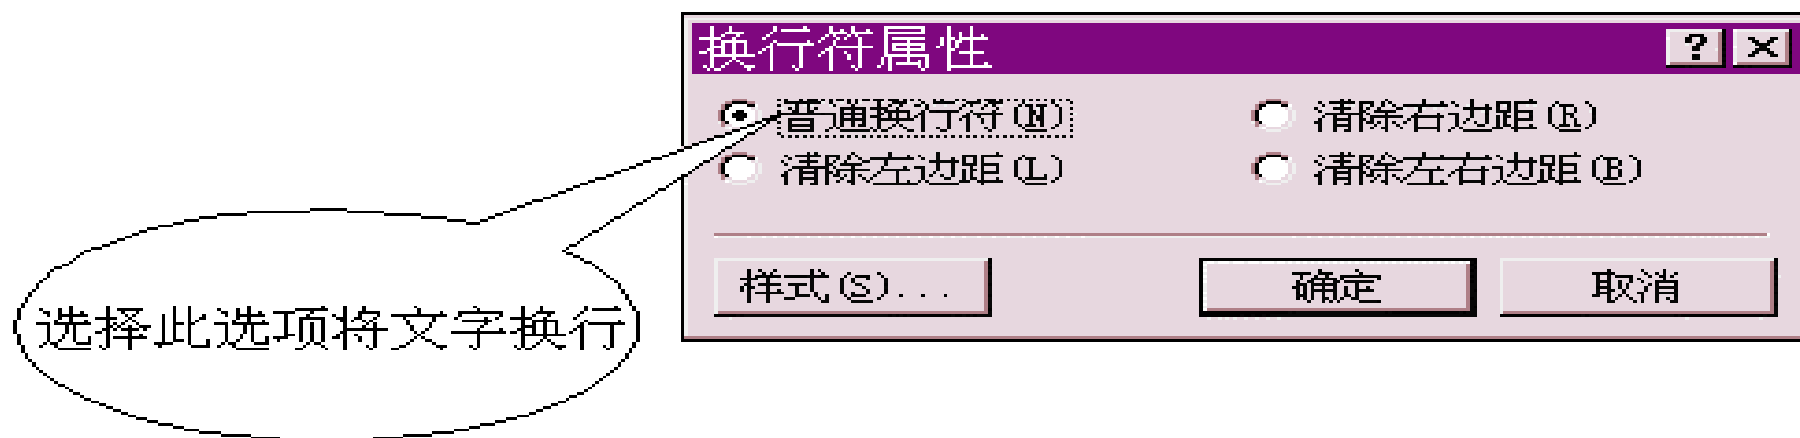 换行符属性
普通换行符(N) 清除右边距(R)
清除左边距(L) 清除左右边距(B)
样式(S)... 确定 取消
选择此选项将文字换行